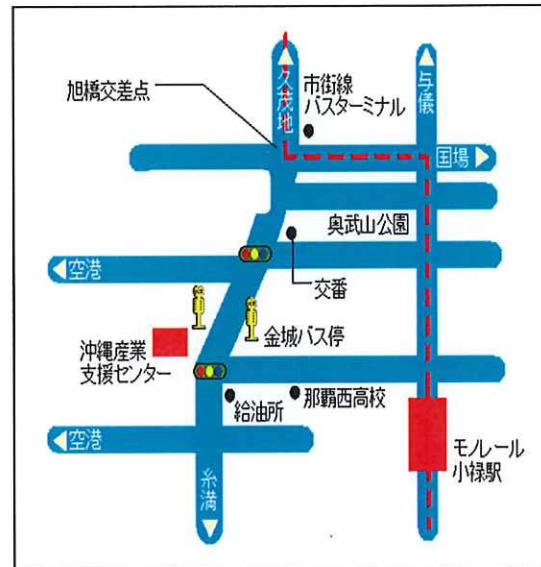 久茂地
市街線
バスターミナル
与儀
旭橋交差点
国場
奥武山公園
空港
交番
金城バス停
沖縄産業
支援センター
給油所
那覇西高校
空港
モノレール
小禄駅
糸満